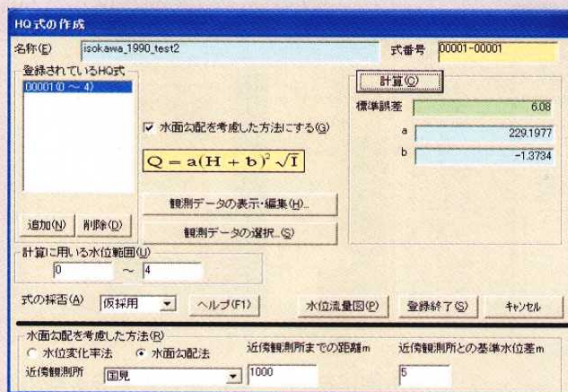 HQ式の作成
名称(E) isokawa_1990_test2 式番号 00001-00001
登録されているHQ式
00001(0 ～ 4)
計算(C)
標準誤差 6.08
a 229.1977
b -1.3734
水面勾配を考慮した方法にする(G)
Q = a(H + b)² √I
観測データの表示・編集(H)...
観測データの選択...(S)
追加(N) 削除(D)
計算に用いる水位範囲(U)
0 ～ 4
式の採否(A) 仮採用 ヘルプ(F1) 水位流量図(P) 登録終了(S) キャンセル
水面勾配を考慮した方法(R)
水位変化率法 水面勾配法
近傍観測所までの距離m 近傍観測所との基準水位差m
近傍観測所 国見 1000 5